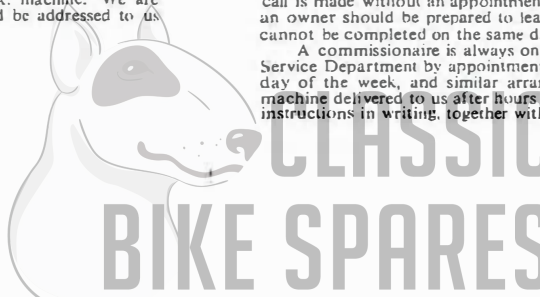 k. machine. We are
d be addressed to us
call is made without an appointment
an owner should be prepared to lea
cannot be completed on the same d
A commissionaire is always on
Service Department by appointmen
day of the week, and similar arran
machine delivered to us after hours
instructions in writing, together with
CLASSIC
BIKE SPARES